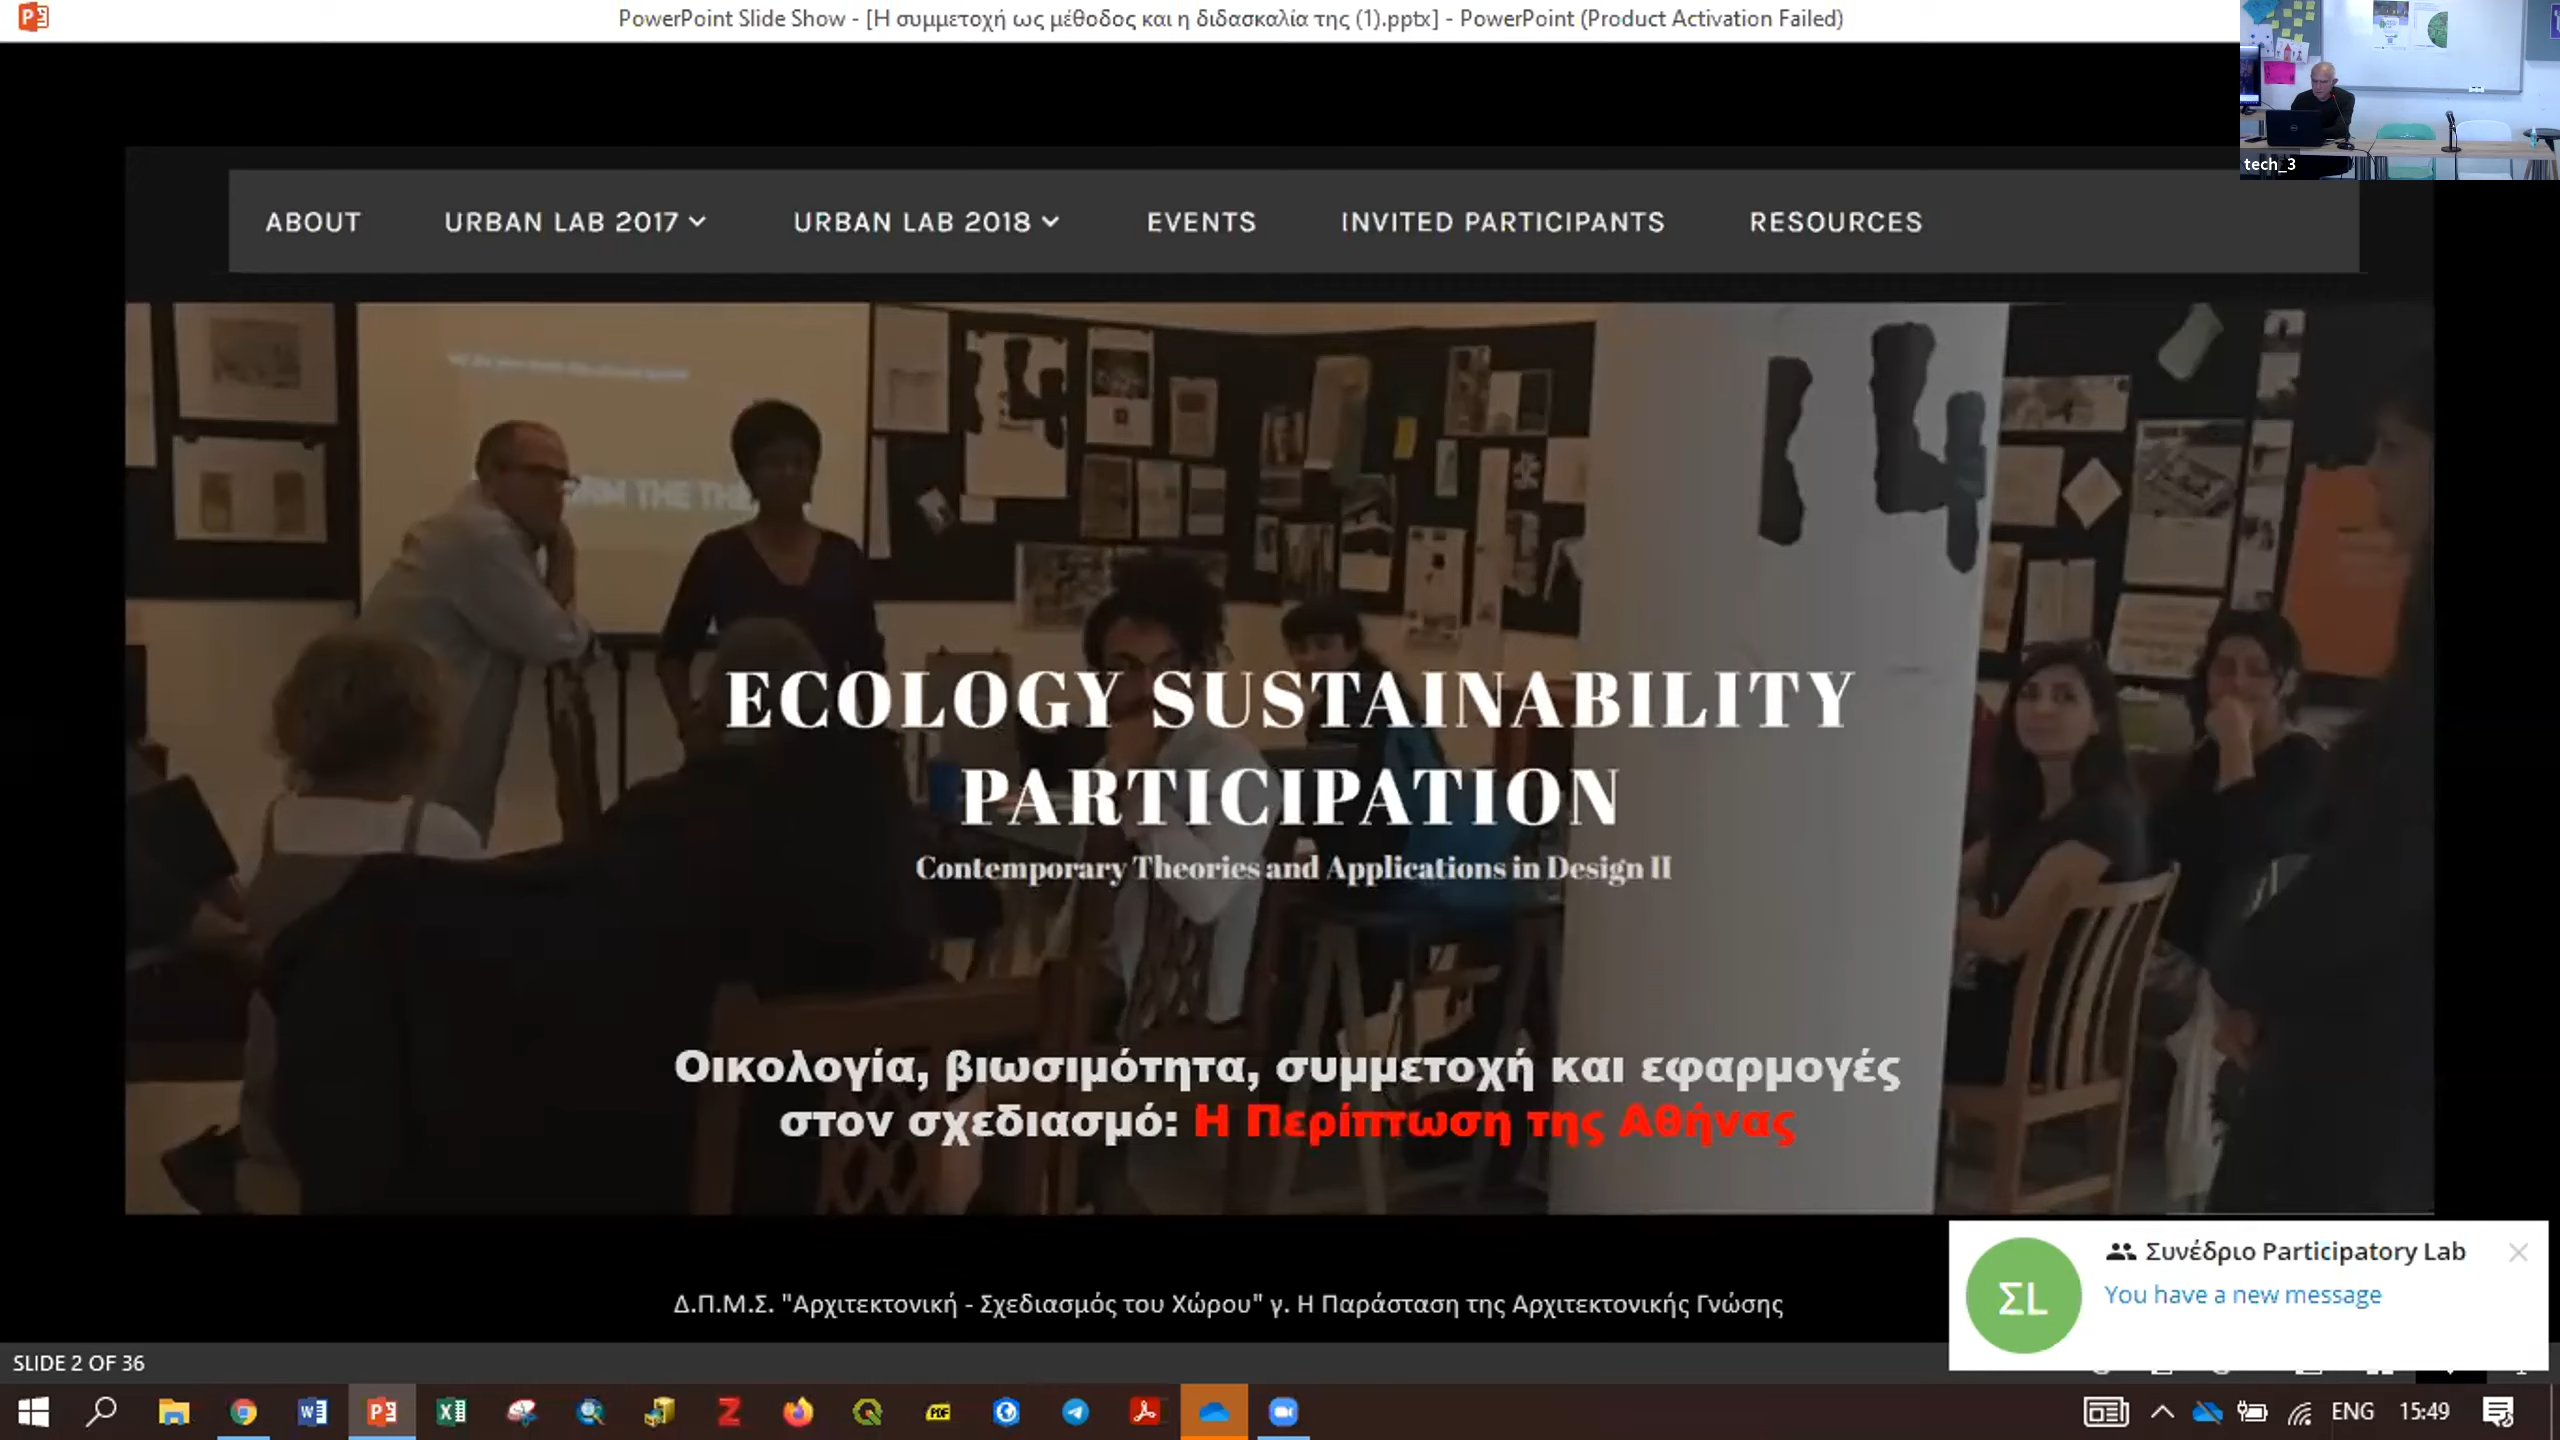 PowerPoint Slide Show - [Η συμμετοχή ως μέθοδος και η διδασκαλία της (1).pptx] - PowerPoint (Product Activation Failed)
tech_3
ABOUT
URBAN LAB 2017
URBAN LAB 2018
EVENTS
INVITED PARTICIPANTS
RESOURCES
14
14
ECOLOGY SUSTAINABILITY
PARTICIPATION
Contemporary Theories and Applications in Design II
Οικολογία, βιωσιμότητα, συμμετοχή και εφαρμογές
στον σχεδιασμό: Η Περίπτωση της Αθήνας
Δ.Π.Μ.Σ. "Αρχιτεκτονική - Σχεδιασμός του Χώρου" γ. Η Παράσταση της Αρχιτεκτονικής Γνώσης
ΣL
Συνέδριο Participatory Lab
You have a new message
SLIDE 2 OF 36
ENG
15:49